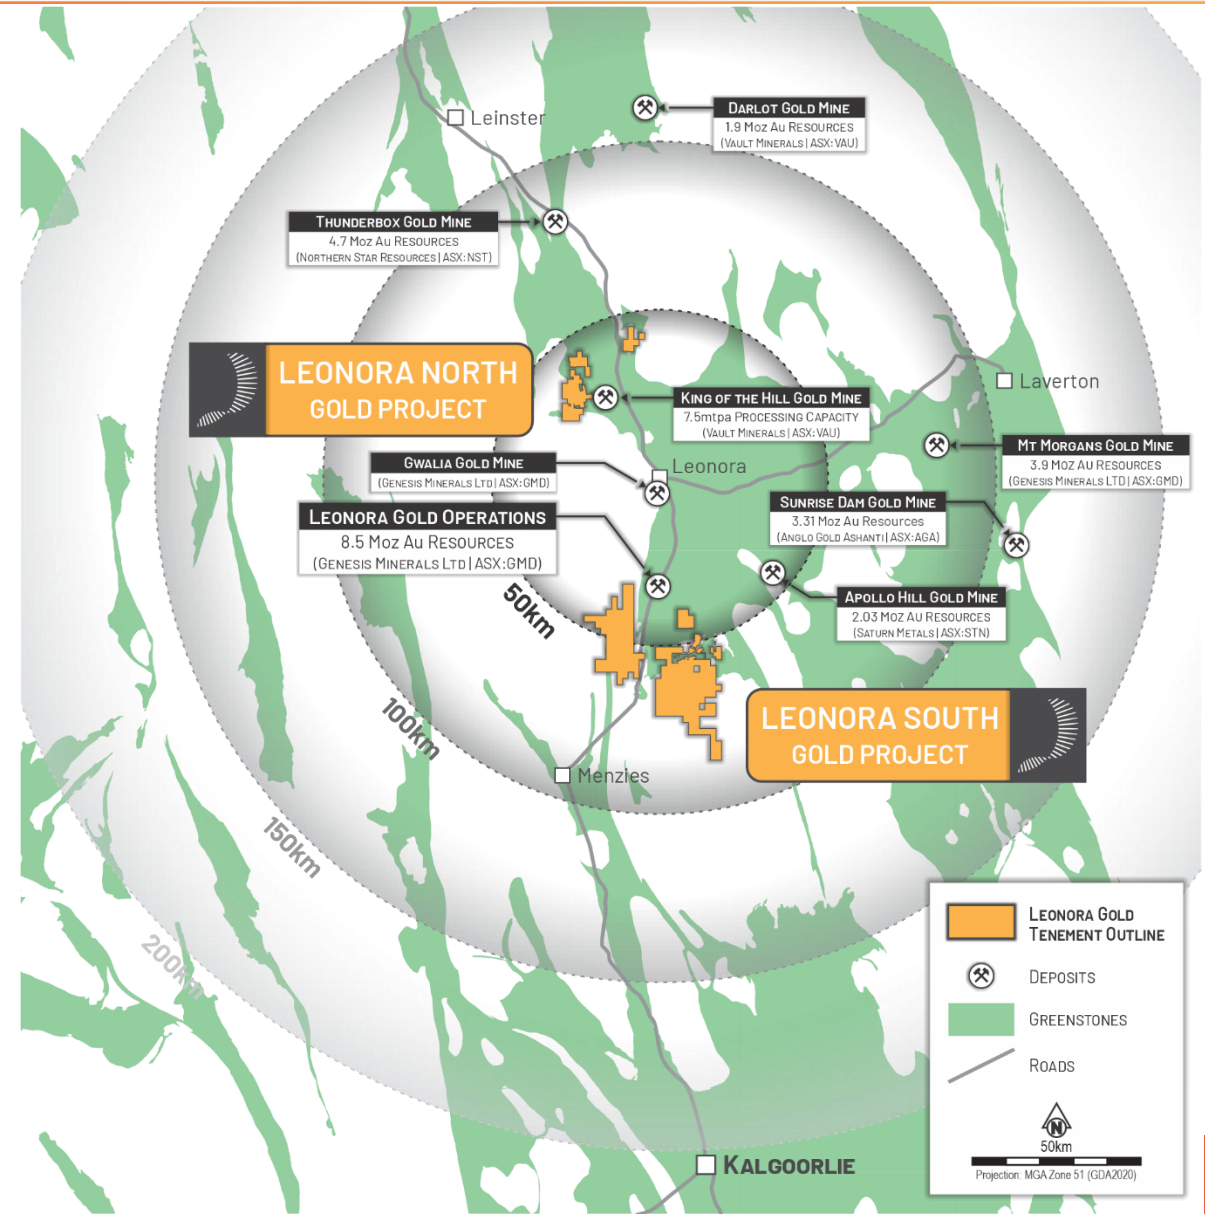 Leinster
DARLOT GOLD MINE
1.9 MOZ AU RESOURCES
(VAULT MINERALS | ASX:VAU)
THUNDERBOX GOLD MINE
4.7 MOZ AU RESOURCES
(NORTHERN STAR RESOURCES | ASX:NST)
LEONORA NORTH
GOLD PROJECT
Laverton
KING OF THE HILL GOLD MINE
7.5mtpa PROCESSING CAPACITY
(VAULT MINERALS | ASX:VAU)
MT MORGANS GOLD MINE
3.9 MOZ AU RESOURCES
(GENESIS MINERALS LTD | ASX:GMD)
GWALIA GOLD MINE
(GENESIS MINERALS LTD | ASX:GMD)
Leonora
SUNRISE DAM GOLD MINE
3.31 MOZ AU RESOURCES
(ANGLO GOLD ASHANTI | ASX:AGA)
LEONORA GOLD OPERATIONS
8.5 MOZ AU RESOURCES
(GENESIS MINERALS LTD | ASX:GMD)
APOLLO HILL GOLD MINE
2.03 MOZ AU RESOURCES
(SATURN METALS | ASX:STN)
50km
100km
150km
200km
LEONORA SOUTH
GOLD PROJECT
Menzies
KALGOORLIE
LEONORA GOLD
TENEMENT OUTLINE
DEPOSITS
GREENSTONES
ROADS
N
50km
Projection: MGA Zone 51 (GDA2020)